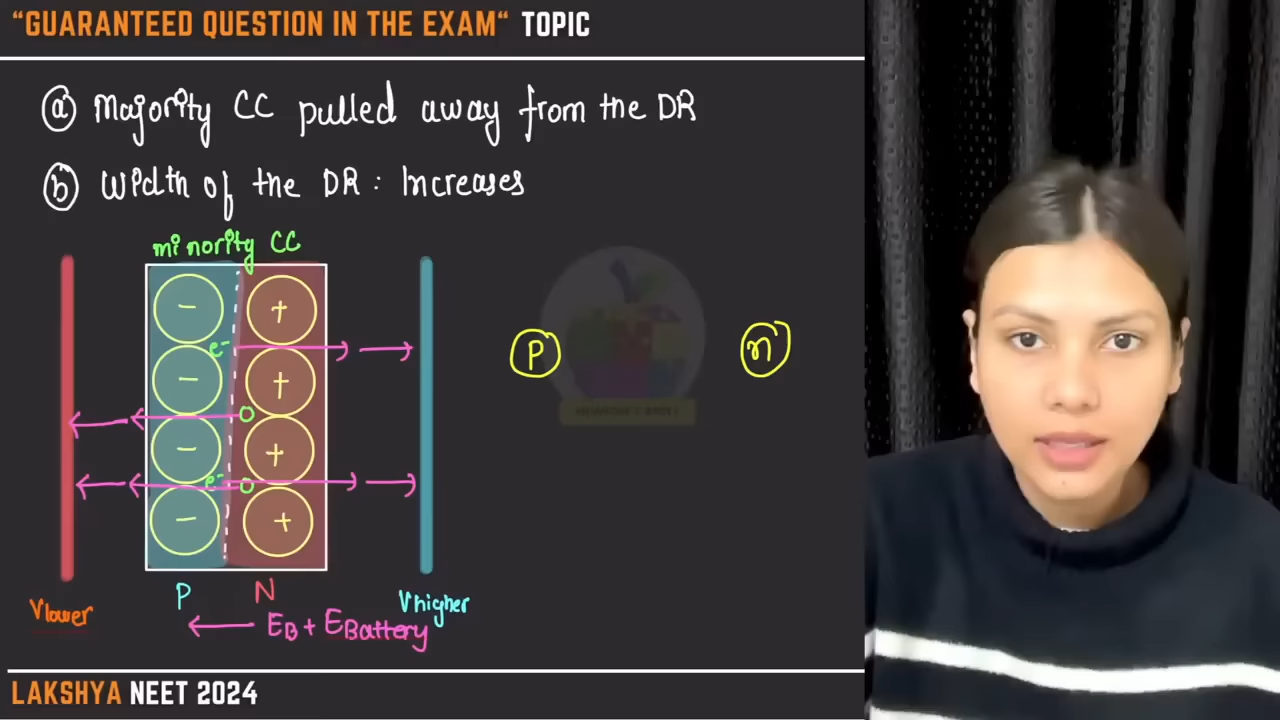 “GUARANTEED QUESTION IN THE EXAM“ TOPIC
ⓐ Majority CC pulled away from the DR
ⓑ Width of the DR : Increases
minority CC
− +
e-
− +
o
− +
e- o
− +
P n
P N
Vlower
Vhigher
← EB + EBattery
LAKSHYA NEET 2024